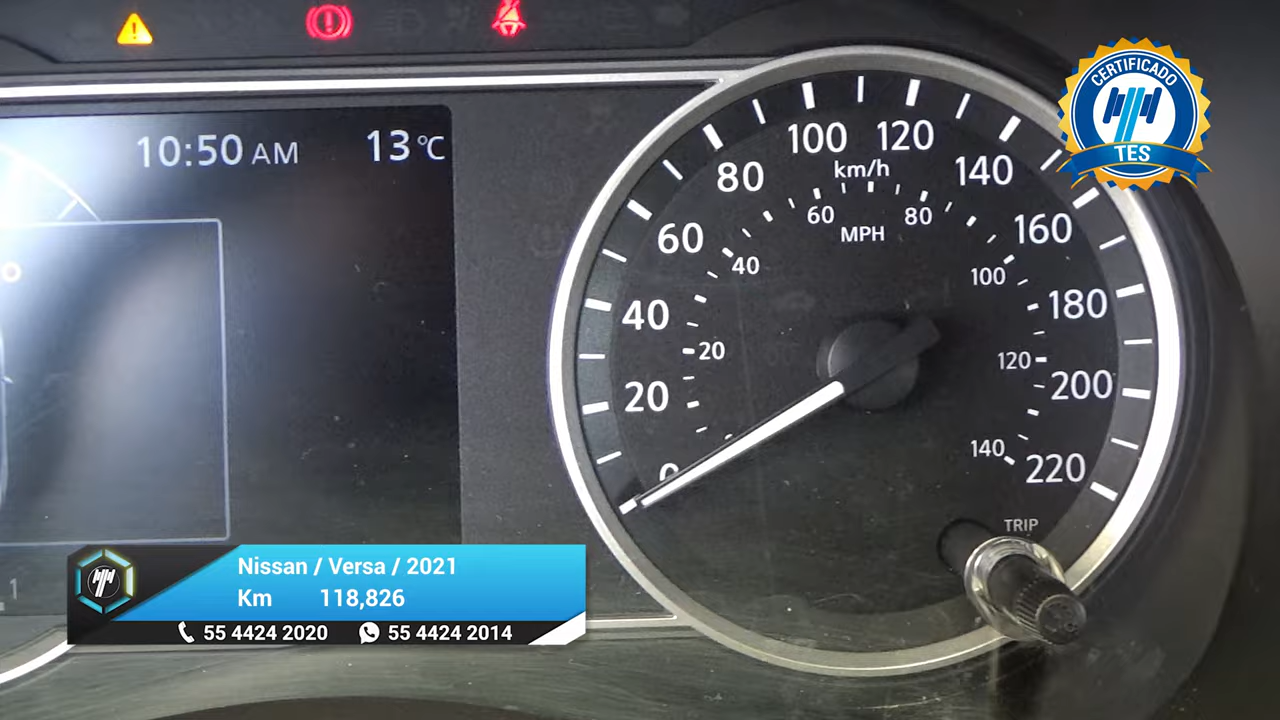 10:50 AM 13°C
CERTIFICADO
TES
100 120
80 km/h 140
60 80
60 MPH 160
40
100
40 180
20
120
20 200
140
0 220
TRIP
Nissan / Versa / 2021
Km 118,826
55 4424 2020 55 4424 2014
1